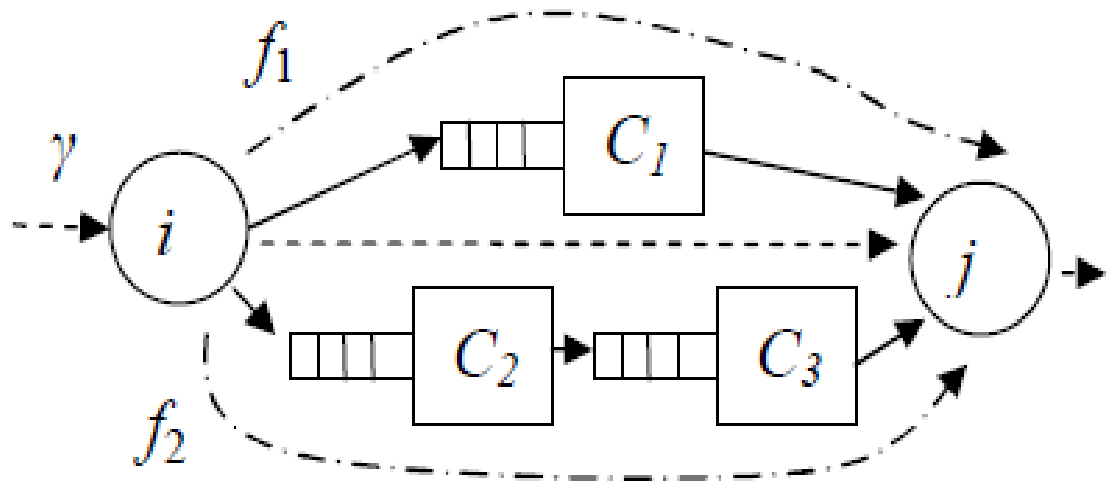 f₁
γ
C₁
i
j
C₂
C₃
f₂